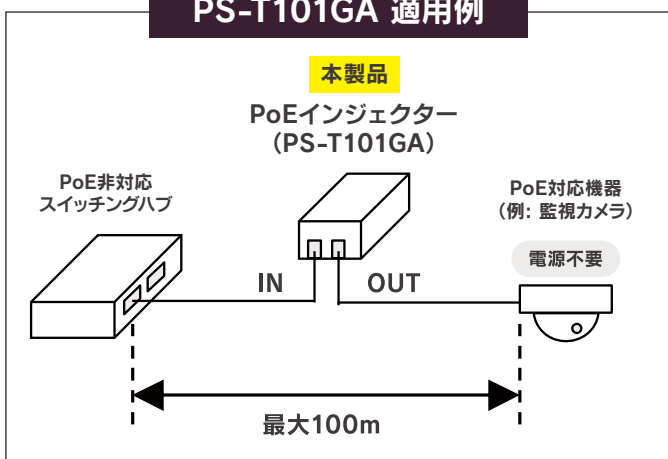 PS-T101GA 適用例
本製品
PoEインジェクター
（PS-T101GA）
PoE非対応
スイッチングハブ
PoE対応機器
（例: 監視カメラ）
電源不要
IN
OUT
最大100m